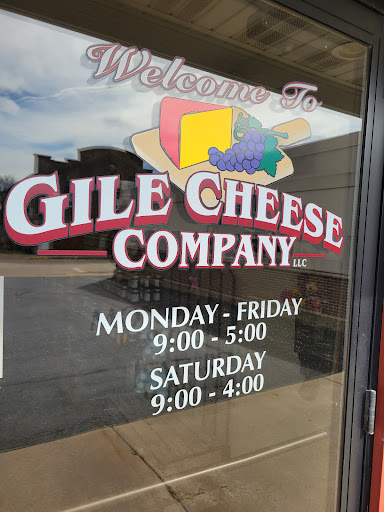 Welcome To
GILE CHEESE
COMPANY LLC
MONDAY - FRIDAY
9:00 - 5:00
SATURDAY
9:00 - 4:00